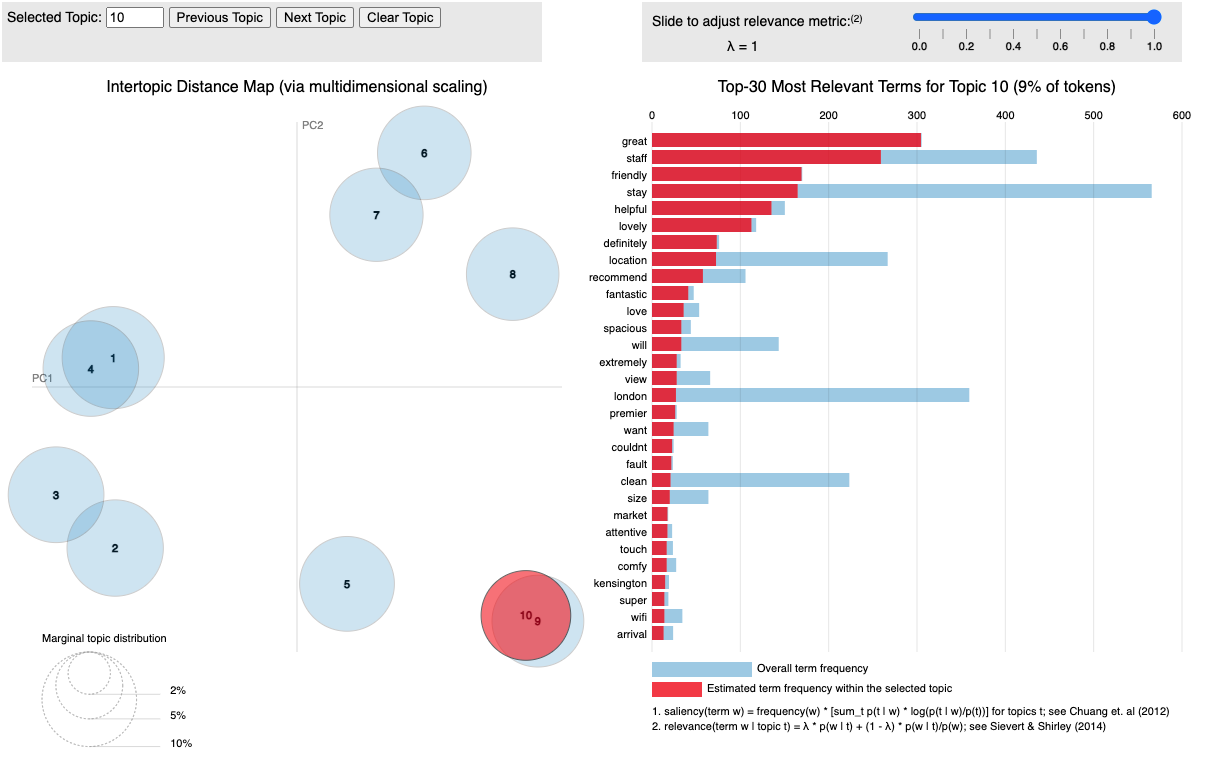 Selected Topic: 10 Previous Topic Next Topic Clear Topic
Slide to adjust relevance metric:(2)
λ = 1
0.0 0.2 0.4 0.6 0.8 1.0
Intertopic Distance Map (via multidimensional scaling)
PC2
PC1
6
7
8
1
4
3
2
5
10
9
Marginal topic distribution
2%
5%
10%
Top-30 Most Relevant Terms for Topic 10 (9% of tokens)
0 100 200 300 400 500 600
great
staff
friendly
stay
helpful
lovely
definitely
location
recommend
fantastic
love
spacious
will
extremely
view
london
premier
want
couldnt
fault
clean
size
market
attentive
touch
comfy
kensington
super
wifi
arrival
Overall term frequency
Estimated term frequency within the selected topic
1. saliency(term w) = frequency(w) * [sum_t p(t | w) * log(p(t | w)/p(t))] for topics t; see Chuang et. al (2012)
2. relevance(term w | topic t) = λ * p(w | t) + (1 - λ) * p(w | t)/p(w); see Sievert & Shirley (2014)